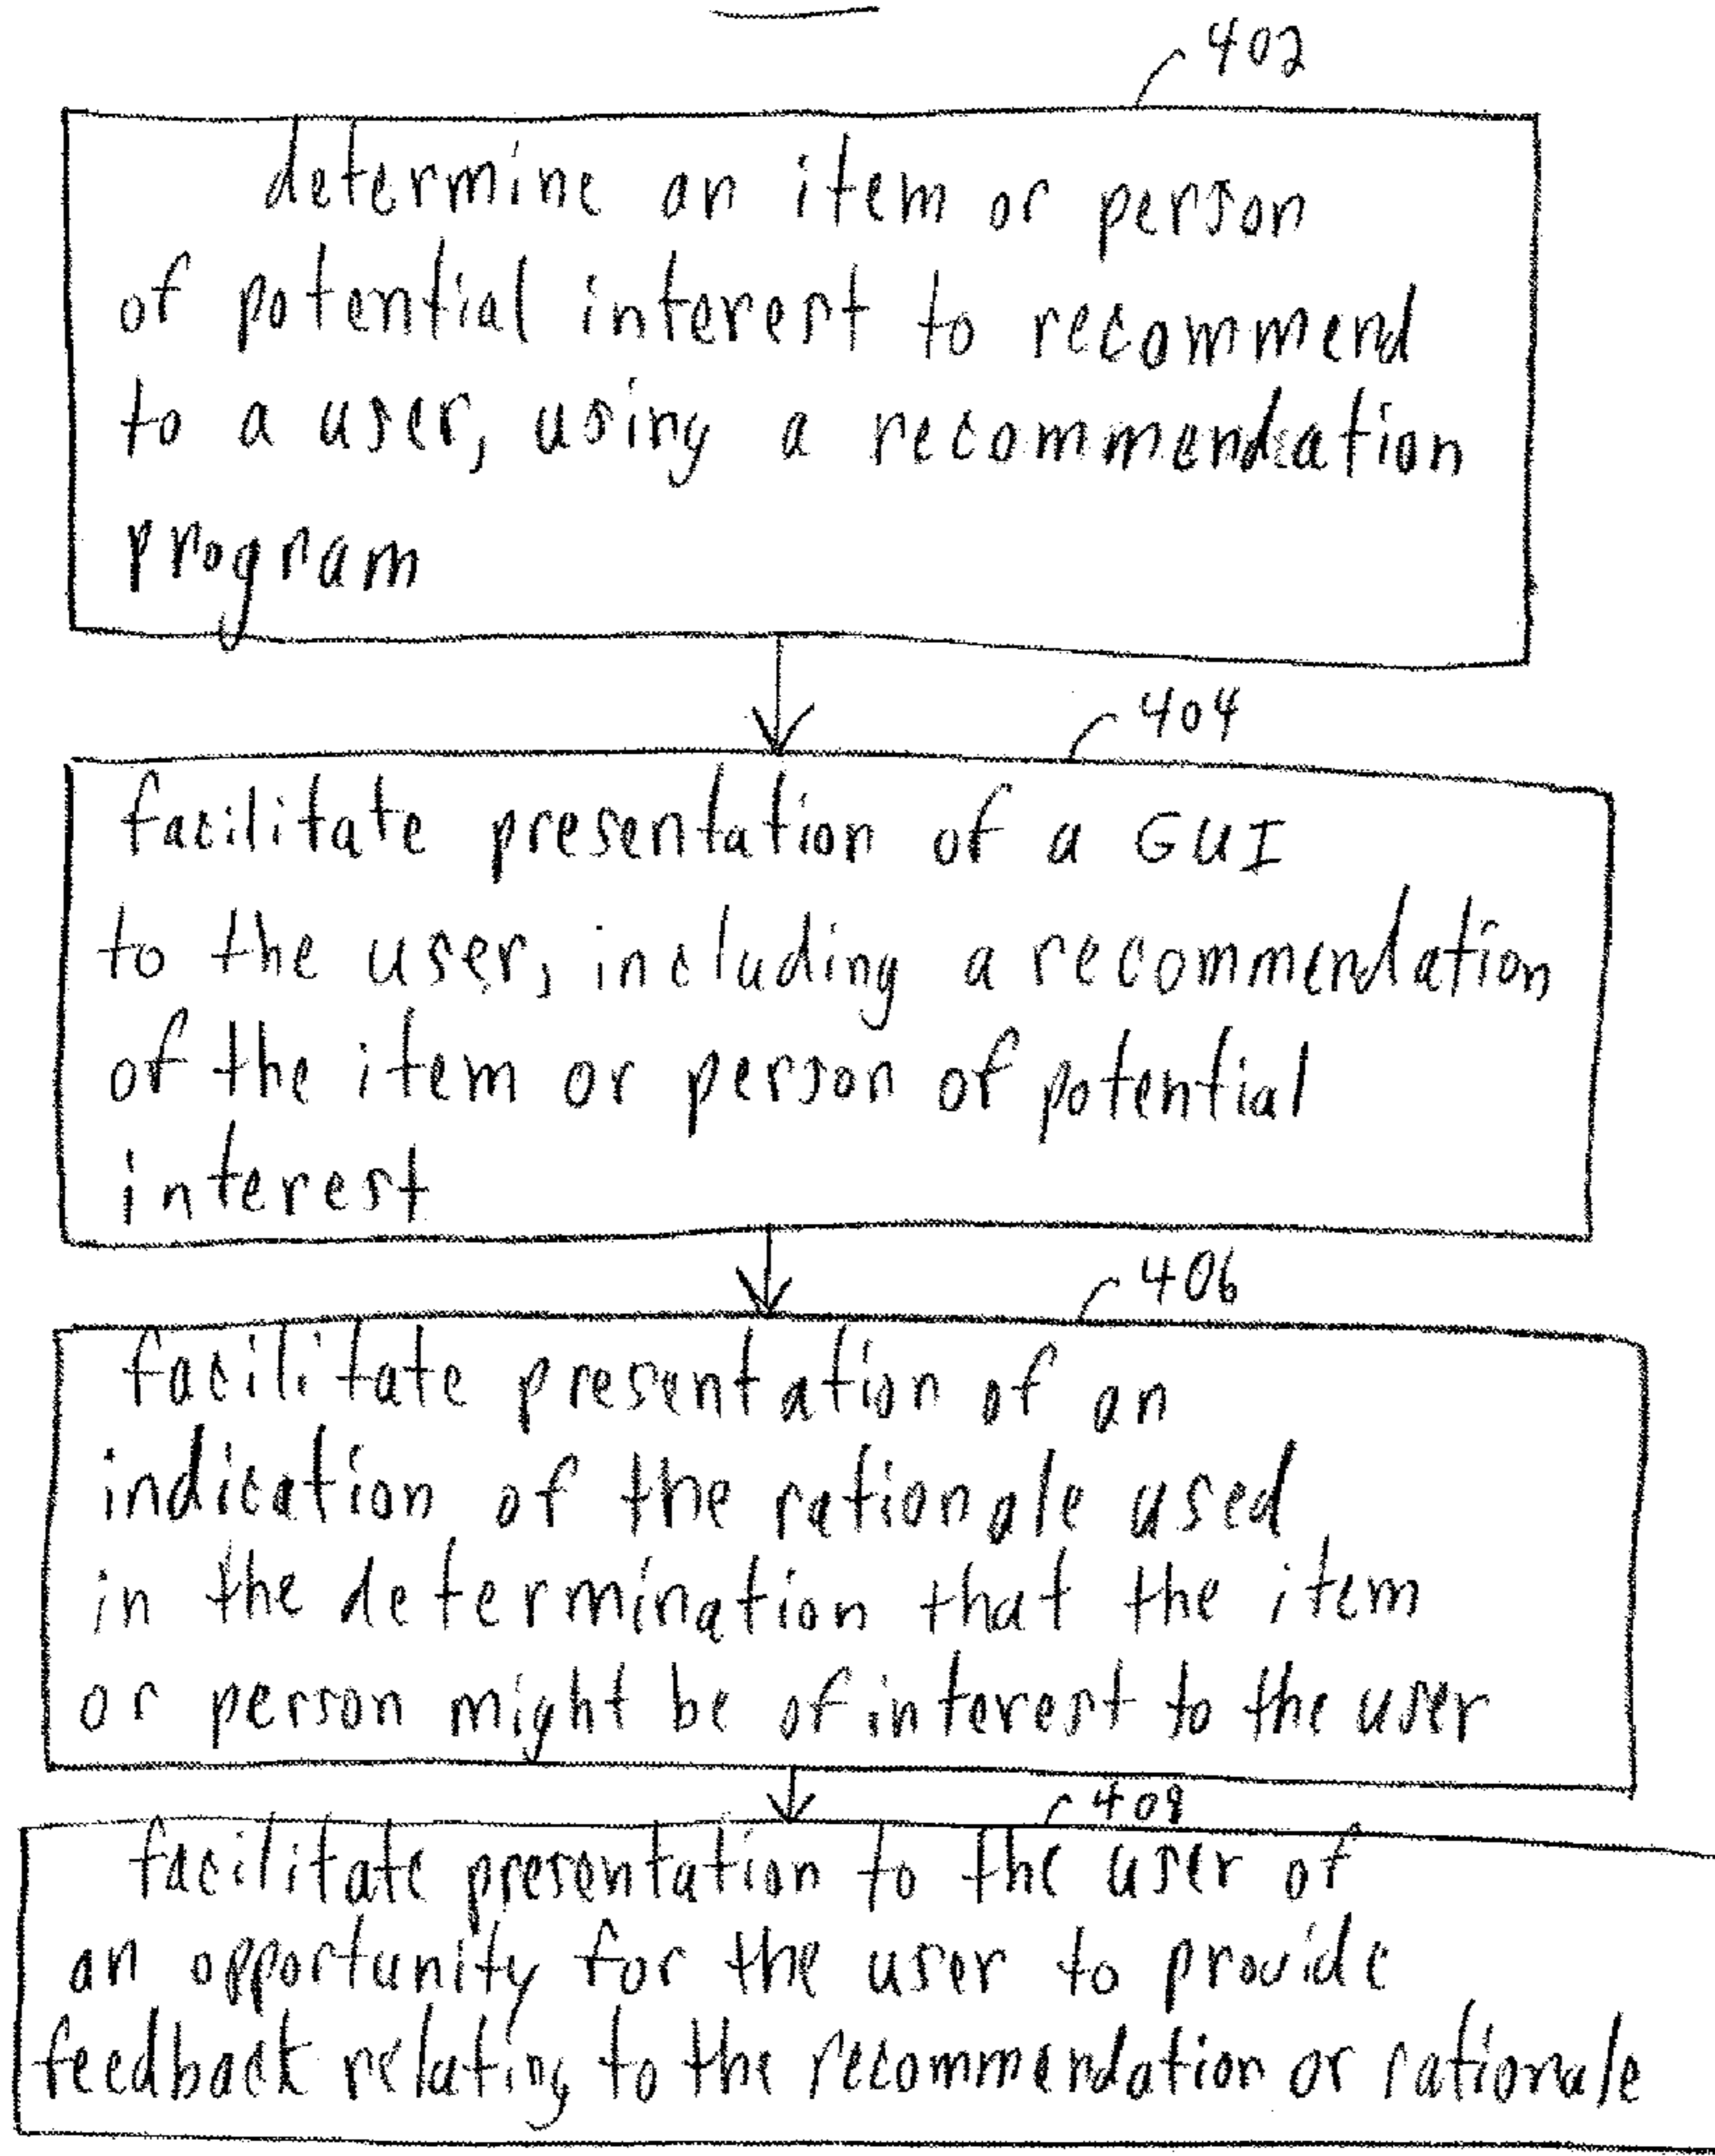 402
determine an item or person
of potential interest to recommend
to a user, using a recommendation
program
404
facilitate presentation of a GUI
to the user, including a recommendation
of the item or person of potential
interest
406
facilitate presentation of an
indication of the rationale used
in the determination that the item
or person might be of interest to the user
408
facilitate presentation to the user of
an opportunity for the user to provide
feedback relating to the recommendation or rationale